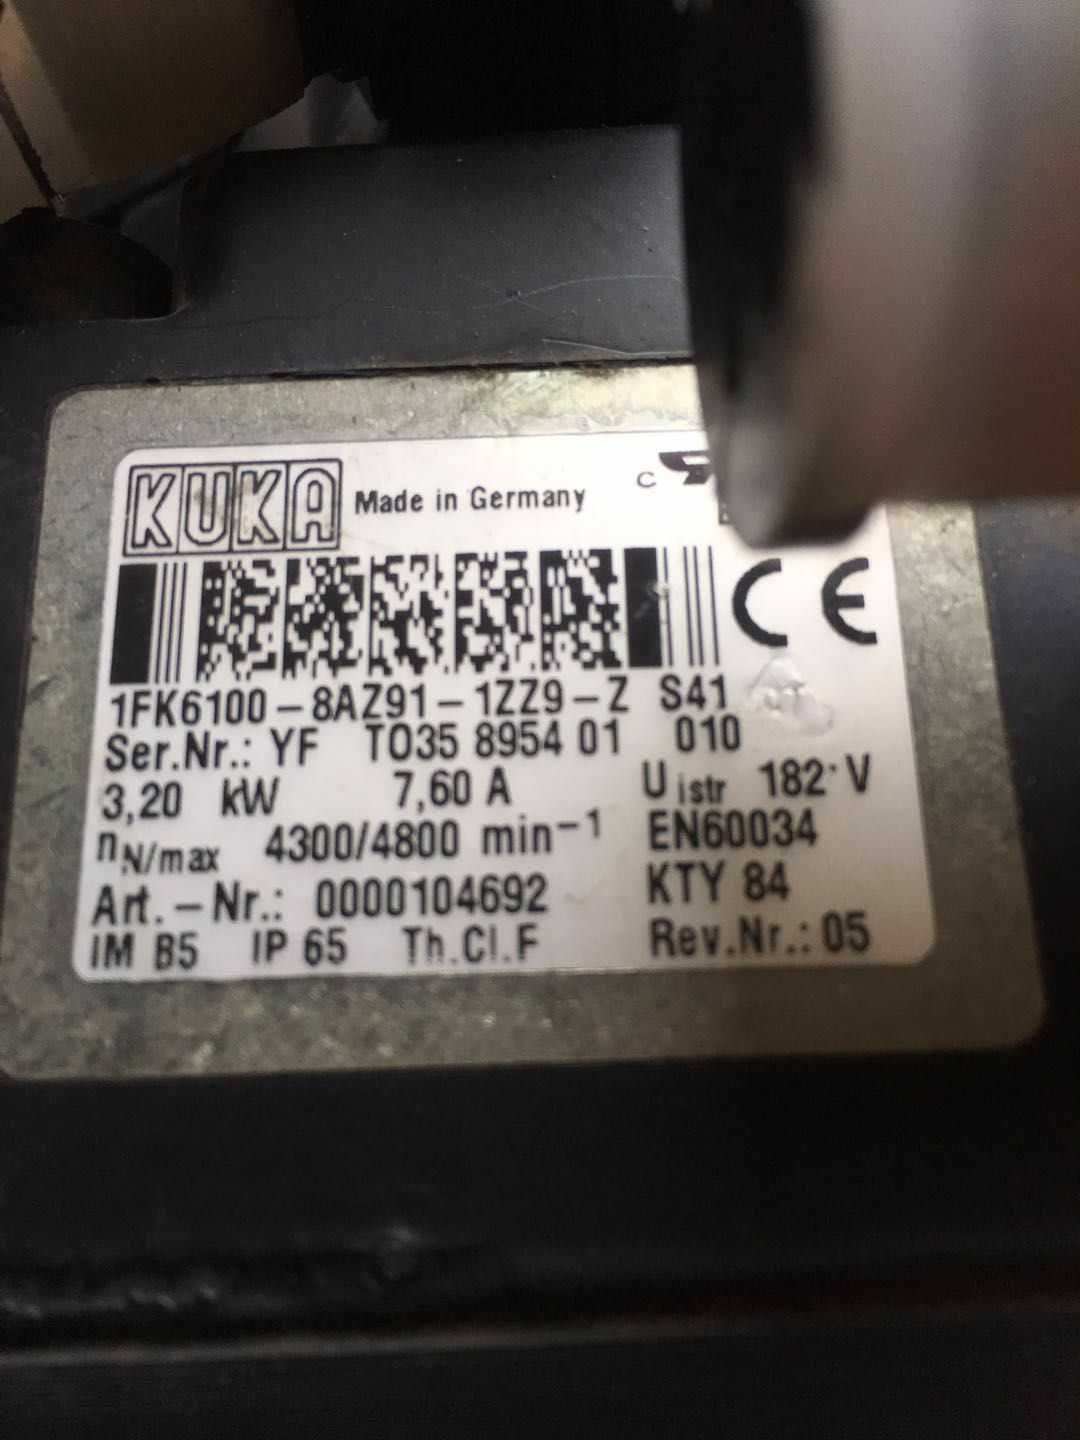 KUKA Made in Germany
CE
1FK6100-8AZ91-1ZZ9-Z S41
Ser.Nr.: YF T035 8954 01 010
3,20 kW 7,60 A U istr 182 V
nN/max 4300/4800 min-1 EN60034
Art.-Nr.: 0000104692 KTY 84
IM B5 IP 65 Th.Cl.F Rev.Nr.: 05